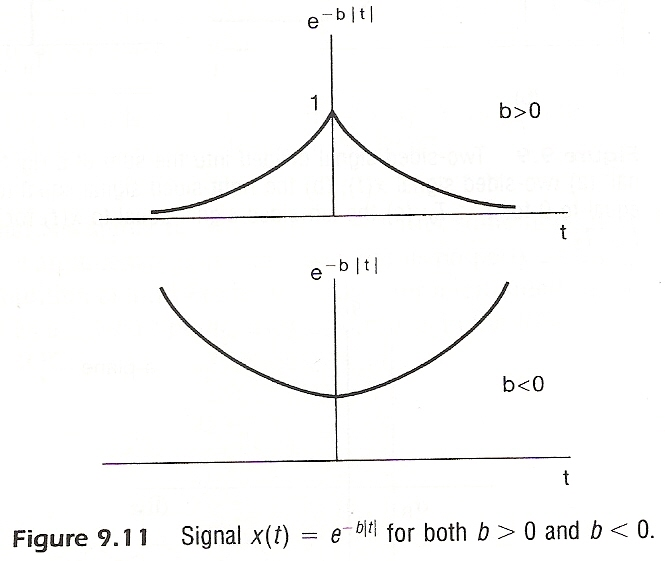 e^{-b|t|}
1
b>0
t
e^{-b|t|}
b<0
t
Figure 9.11 Signal x(t) = e^{-b|t|} for both b > 0 and b < 0.